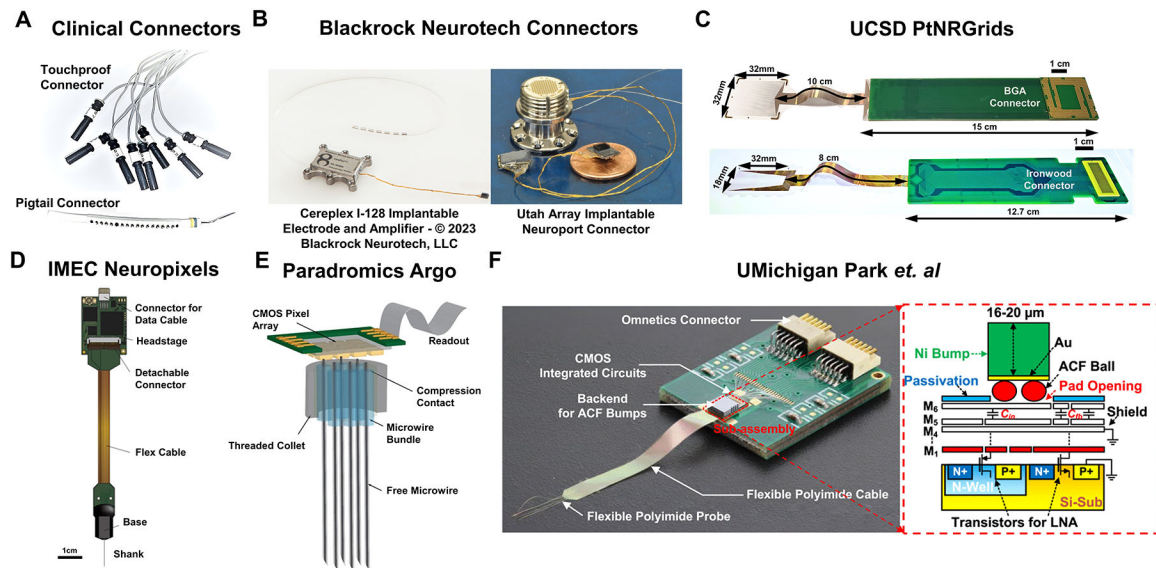 A
Clinical Connectors
Touchproof
Connector
Pigtail Connector
B
Blackrock Neurotech Connectors
8
Cereplex I-128 Implantable
Electrode and Amplifier - © 2023
Blackrock Neurotech, LLC
Utah Array Implantable
Neuroport Connector
C
UCSD PtNRGrids
32mm
32mm
10 cm
1 cm
BGA
Connector
15 cm
1 cm
32mm
18mm
8 cm
Ironwood
Connector
12.7 cm
D
IMEC Neuropixels
Connector for
Data Cable
Headstage
Detachable
Connector
Flex Cable
Base
Shank
1cm
E
Paradromics Argo
CMOS Pixel
Array
Readout
Compression
Contact
Microwire
Bundle
Threaded Collet
Free Microwire
F
UMichigan Park et. al
Omnetics Connector
CMOS
Integrated Circuits
Backend
for ACF Bumps
Sub-assembly
Flexible Polyimide Cable
Flexible Polyimide Probe
16-20 μm
Ni Bump
Au
ACF Ball
Passivation
Pad Opening
M6
Cin
Cfb
Shield
M5
M4
M1
N+
P+
N+
P+
N-Well
Si-Sub
Transistors for LNA